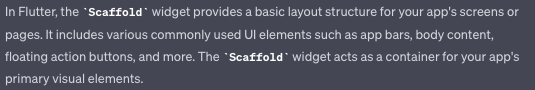 In Flutter, the `Scaffold` widget provides a basic layout structure for your app's screens or
pages. It includes various commonly used UI elements such as app bars, body content,
floating action buttons, and more. The `Scaffold` widget acts as a container for your app's
primary visual elements.